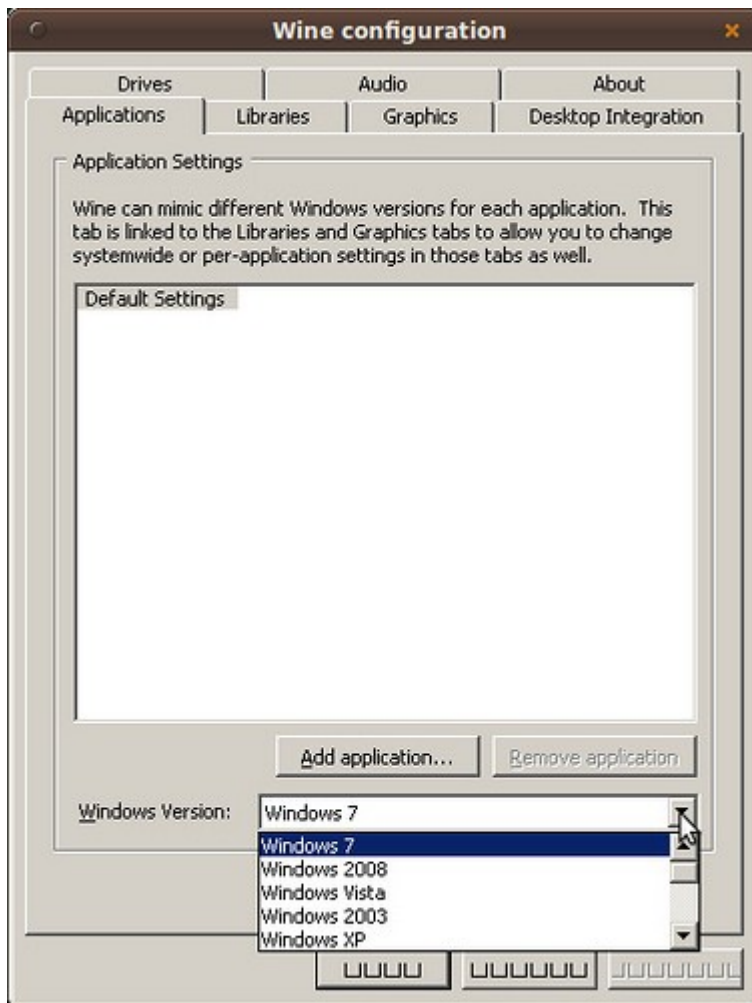 Wine configuration
Drives Audio About
Applications Libraries Graphics Desktop Integration
Application Settings
Wine can mimic different Windows versions for each application. This
tab is linked to the Libraries and Graphics tabs to allow you to change
systemwide or per-application settings in those tabs as well.
Default Settings
Add application... Remove application
Windows Version: Windows 7
Windows 7
Windows 2008
Windows Vista
Windows 2003
Windows XP